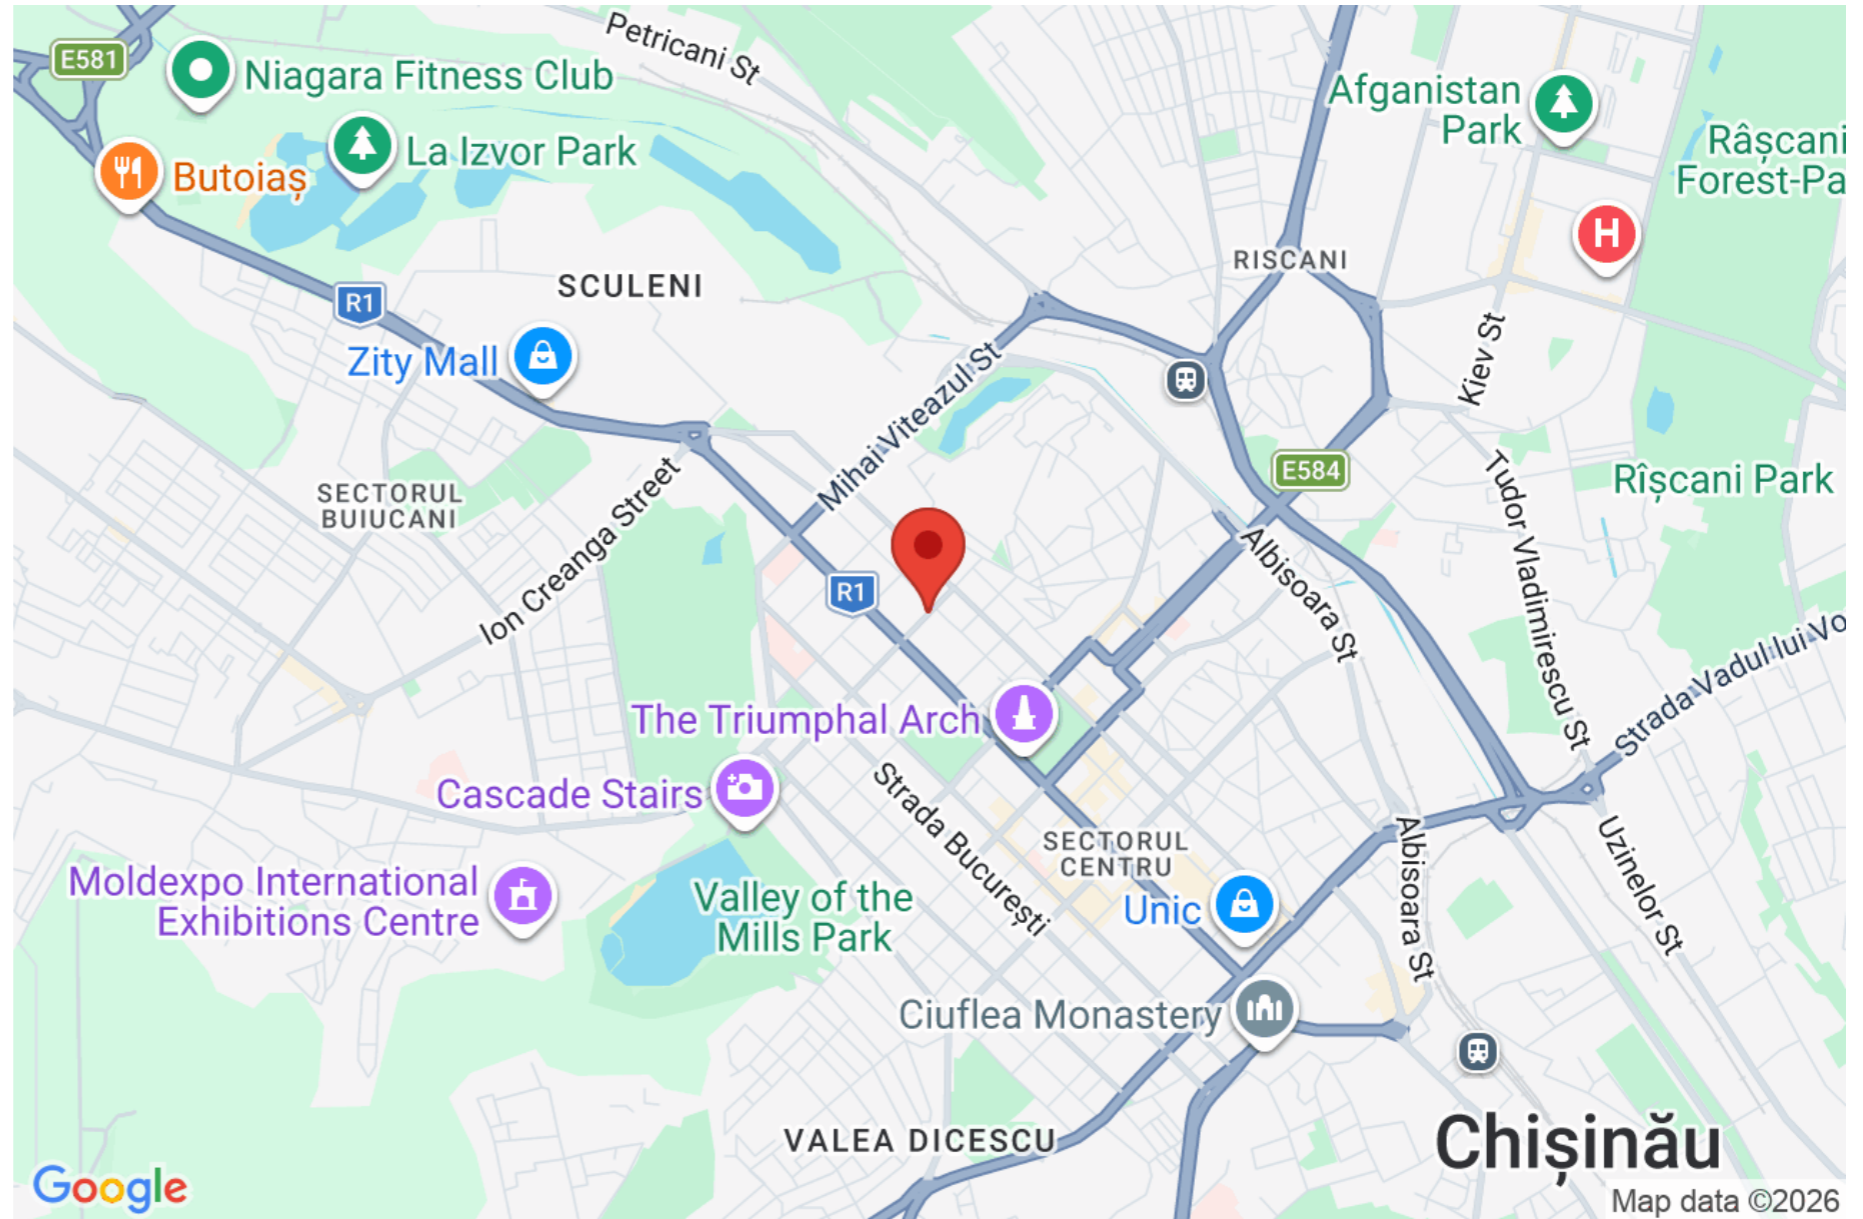 Petricani St
E581
Niagara Fitness Club
Afganistan
Park
La Izvor Park
Râșcani
Forest-Pa
Butoiaș
H
RISCANI
SCULENI
R1
Zity Mall
Kiev St
Mihai Viteazul St
E584
Rîșcani Park
SECTORUL
BUIUCANI
Ion Creanga Street
Tudor Vladimirescu St
R1
Albisoara St
Strada Vadul lui Vo
The Triumphal Arch
Cascade Stairs
Strada București
SECTORUL
CENTRU
Albisoara St
Uzinelor St
Moldexpo International
Exhibitions Centre
Valley of the
Mills Park
Unic
Ciuflea Monastery
VALEA DICESCU
Chișinău
Google
Map data ©2026